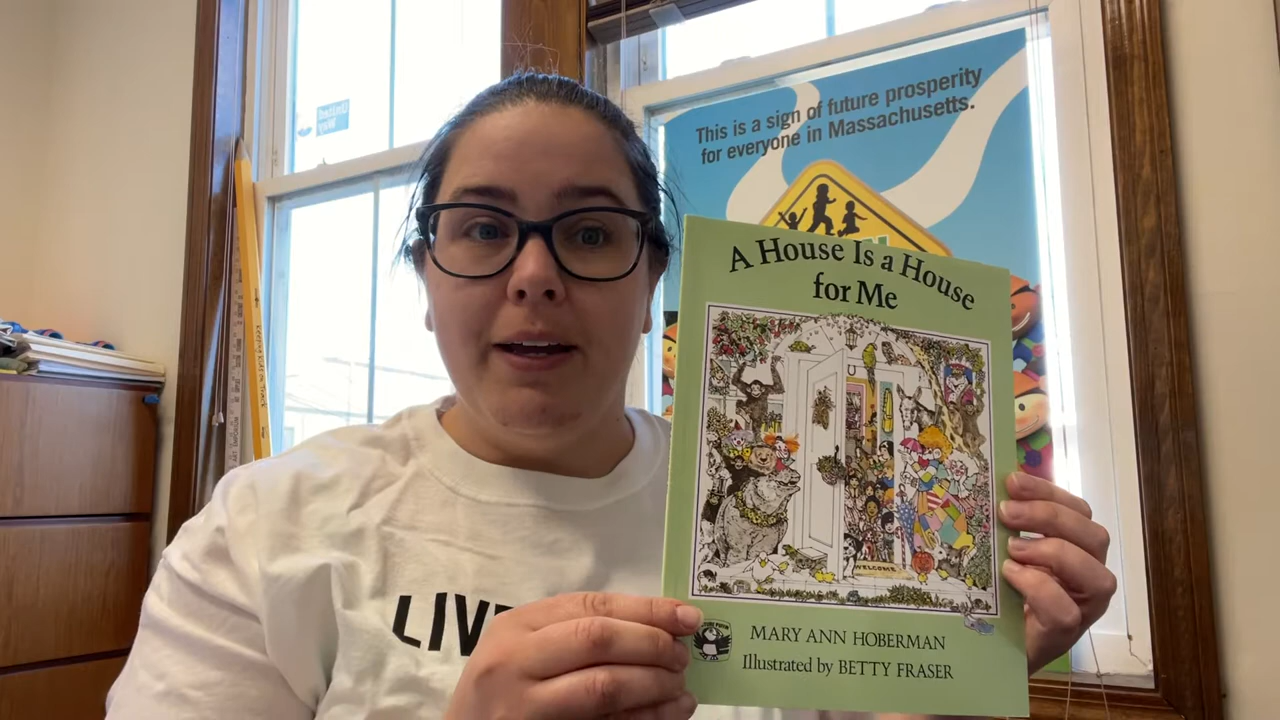 This is a sign of future prosperity
for everyone in Massachusetts.
A House Is a House
for Me
WELCOME
LIV
MARY ANN HOBERMAN
Illustrated by BETTY FRASER